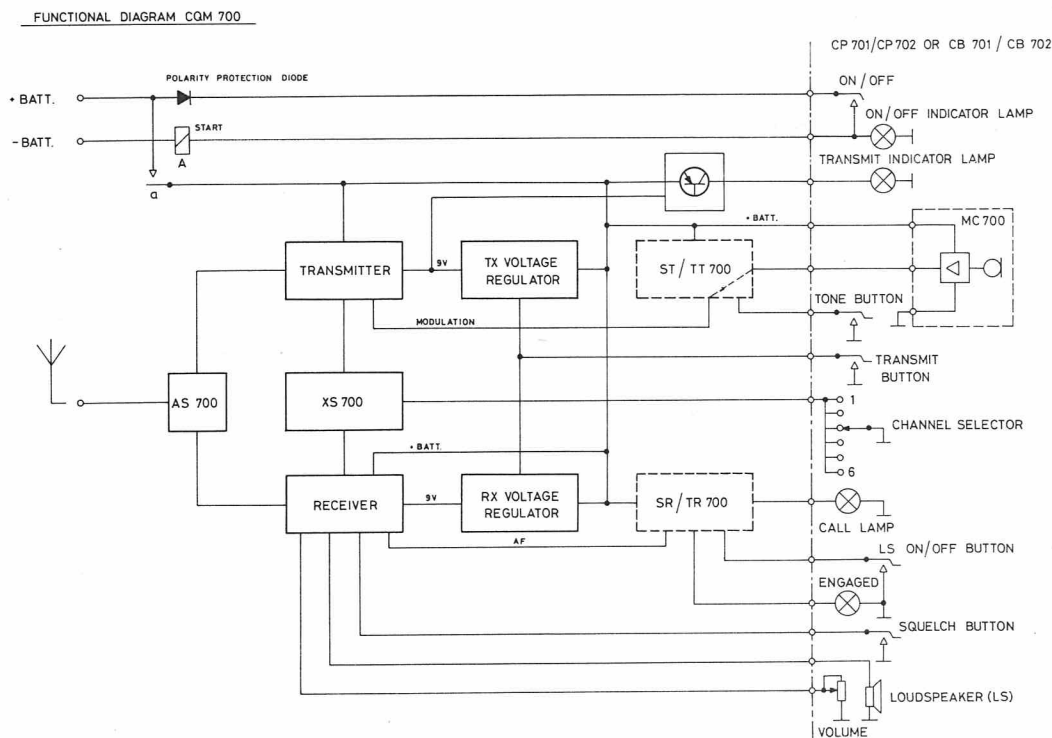 FUNCTIONAL DIAGRAM CQM 700
CP 701/CP 702 OR CB 701 / CB 702
POLARITY PROTECTION DIODE
ON / OFF
+ BATT.
ON/OFF INDICATOR LAMP
START
- BATT.
A
TRANSMIT INDICATOR LAMP
a
+ BATT.
MC 700
TRANSMITTER
9V
TX VOLTAGE
REGULATOR
ST / TT 700
TONE BUTTON
MODULATION
TRANSMIT
BUTTON
AS 700
XS 700
1
CHANNEL SELECTOR
6
+ BATT.
RECEIVER
9V
RX VOLTAGE
REGULATOR
SR / TR 700
CALL LAMP
AF
LS ON/OFF BUTTON
ENGAGED
SQUELCH BUTTON
LOUDSPEAKER (LS)
VOLUME